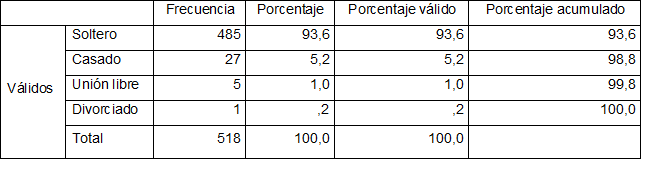 Frecuencia Porcentaje Porcentaje válido Porcentaje acumulado
Válidos
Soltero 485 93,6 93,6 93,6
Casado 27 5,2 5,2 98,8
Unión libre 5 1,0 1,0 99,8
Divorciado 1 ,2 ,2 100,0
Total 518 100,0 100,0